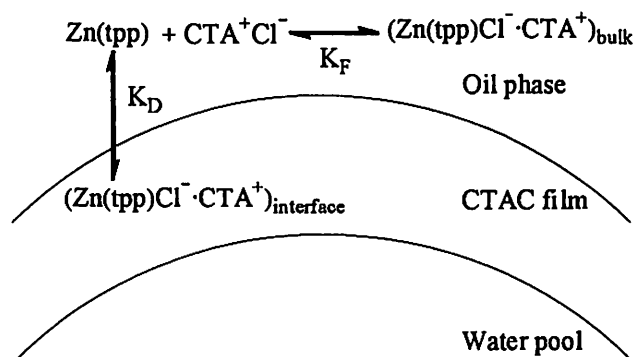 Zn(tpp) + CTA⁺Cl⁻ (Zn(tpp)Cl⁻·CTA⁺)bulk
K_F
Oil phase
K_D
(Zn(tpp)Cl⁻·CTA⁺)interface
CTAC film
Water pool